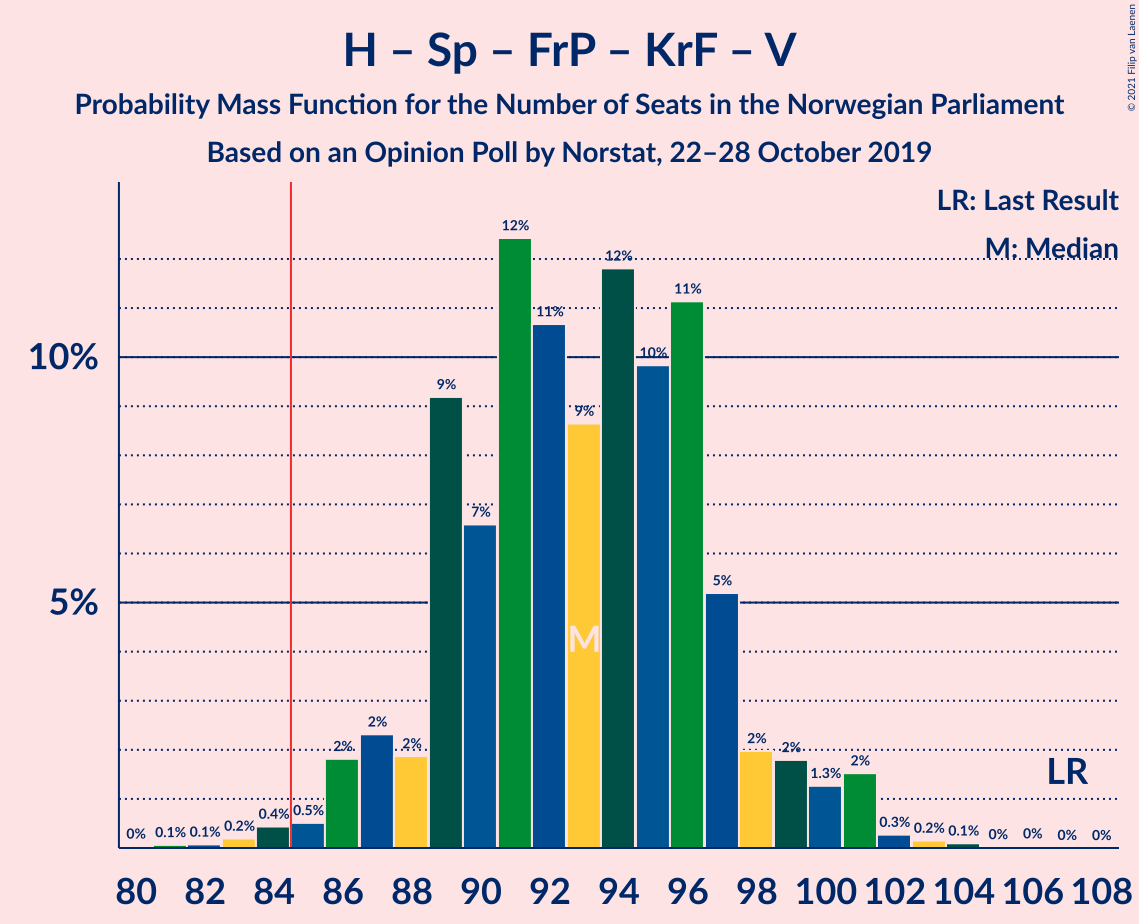 H – Sp – FrP – KrF – V
Probability Mass Function for the Number of Seats in the Norwegian Parliament
Based on an Opinion Poll by Norstat, 22–28 October 2019
© 2021 Filip van Laenen
LR: Last Result
M: Median
10%
5%
0% 0.1% 0.1% 0.2% 0.4% 0.5% 2% 2% 2% 9% 7% 12% 11% 9% 12% 10% 11% 5% 2% 2% 1.3% 2% 0.3% 0.2% 0.1% 0% 0% 0% 0%
M
LR
80 82 84 86 88 90 92 94 96 98 100 102 104 106 108